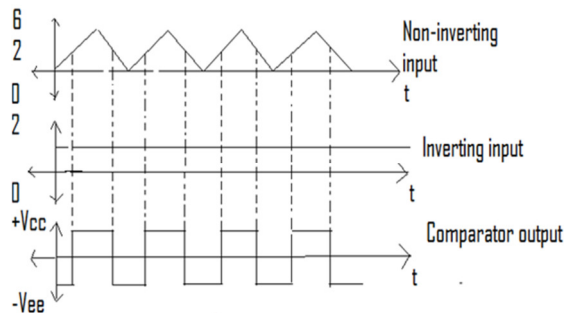 6
2
Non-inverting
input
t
0
2
Inverting input
0
t
+Vcc
Comparator output
t
-Vee